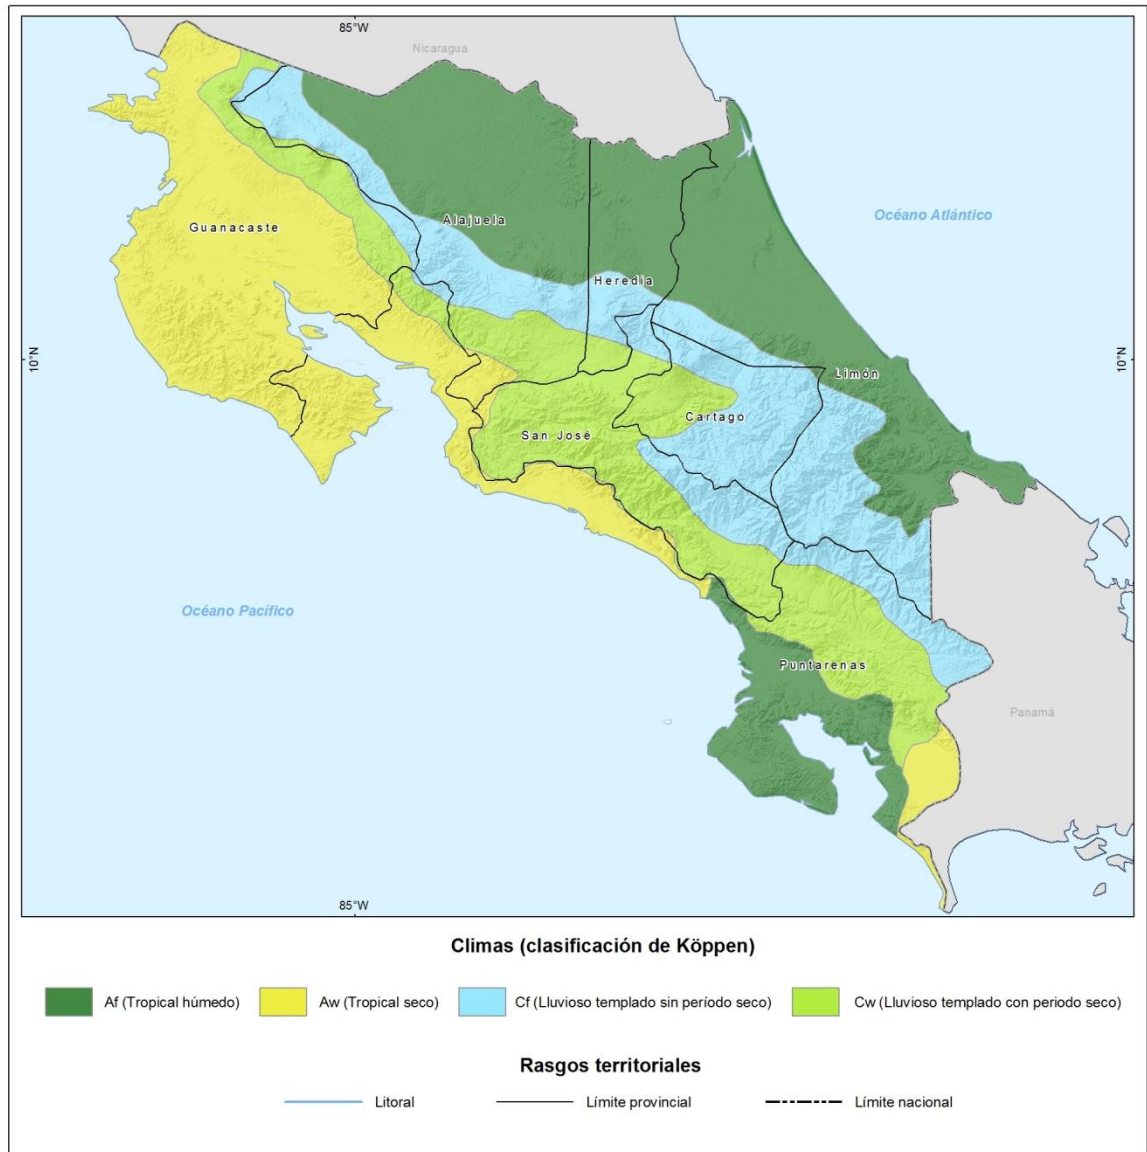 85°W
Nicaragua
Océano Atlántico
Alajuela
Guanacaste
Heredia
10°N
10°N
Limón
Cartago
San José
Océano Pacífico
Puntarenas
Panamá
85°W
Climas (clasificación de Köppen)
Af (Tropical húmedo) Aw (Tropical seco) Cf (Lluvioso templado sin período seco) Cw (Lluvioso templado con periodo seco)
Rasgos territoriales
Litoral Límite provincial Límite nacional